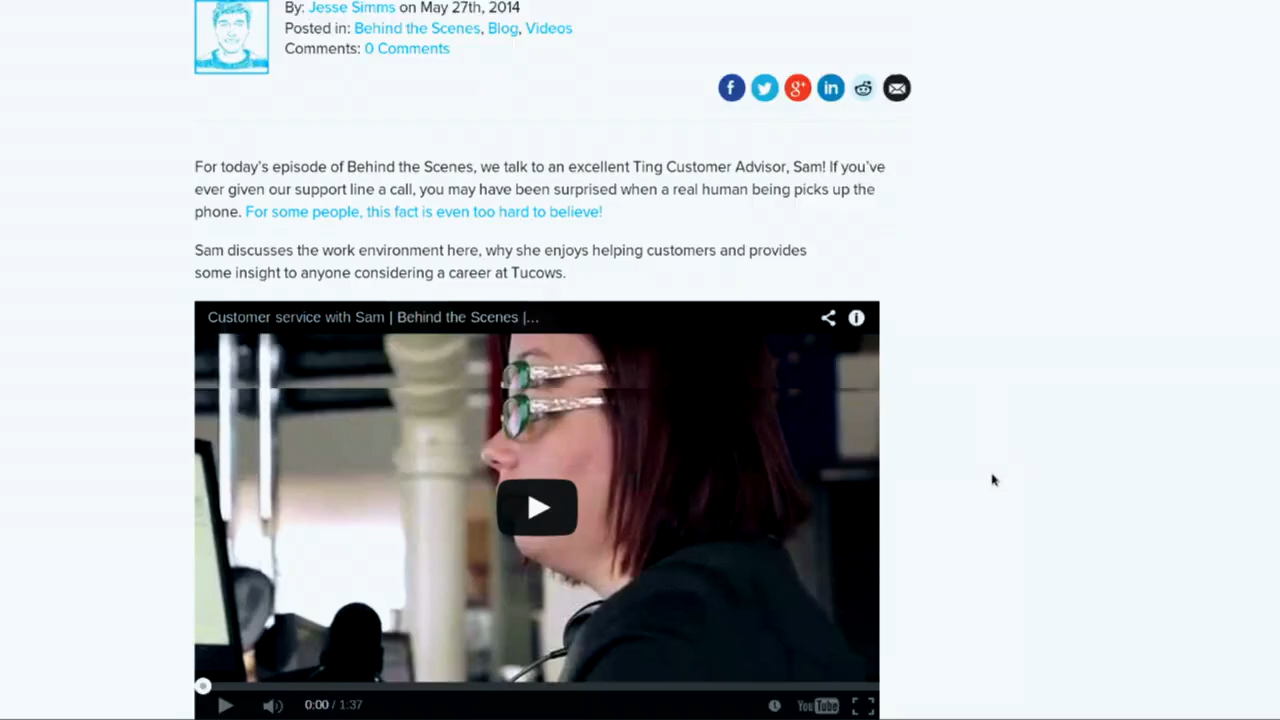 By: Jesse Simms on May 27th, 2014
Posted in: Behind the Scenes, Blog, Videos
Comments: 0 Comments
f g+ in
For today's episode of Behind the Scenes, we talk to an excellent Ting Customer Advisor, Sam! If you've
ever given our support line a call, you may have been surprised when a real human being picks up the
phone. For some people, this fact is even too hard to believe!
Sam discusses the work environment here, why she enjoys helping customers and provides
some insight to anyone considering a career at Tucows.
Customer service with Sam | Behind the Scenes |...
0:00 / 1:37
YouTube